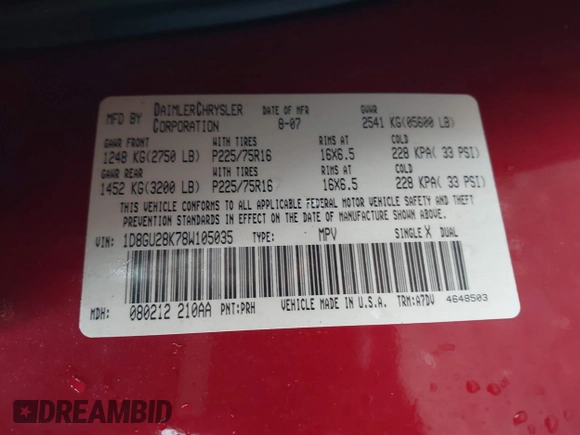 MFD BY DAIMLERCHRYSLER CORPORATION DATE OF MFR 8-07 GVWR 2541 KG(05600 LB)
GAWR FRONT WITH TIRES RIMS AT COLD
1248 KG(2750 LB) P225/75R16 16X6.5 228 KPA( 33 PSI)
GAWR REAR WITH TIRES RIMS AT COLD
1452 KG(3200 LB) P225/75R16 16X6.5 228 KPA( 33 PSI)
THIS VEHICLE CONFORMS TO ALL APPLICABLE FEDERAL MOTOR VEHICLE SAFETY AND THEFT
PREVENTION STANDARDS IN EFFECT ON THE DATE OF MANUFACTURE SHOWN ABOVE.
VIN: 1D8GU28K78W105035 TYPE: MPV SINGLE X DUAL
MDH: 080212 210AA PNT:PRH VEHICLE MADE IN U.S.A. TRM:A7DV 4648503
DREAMBID